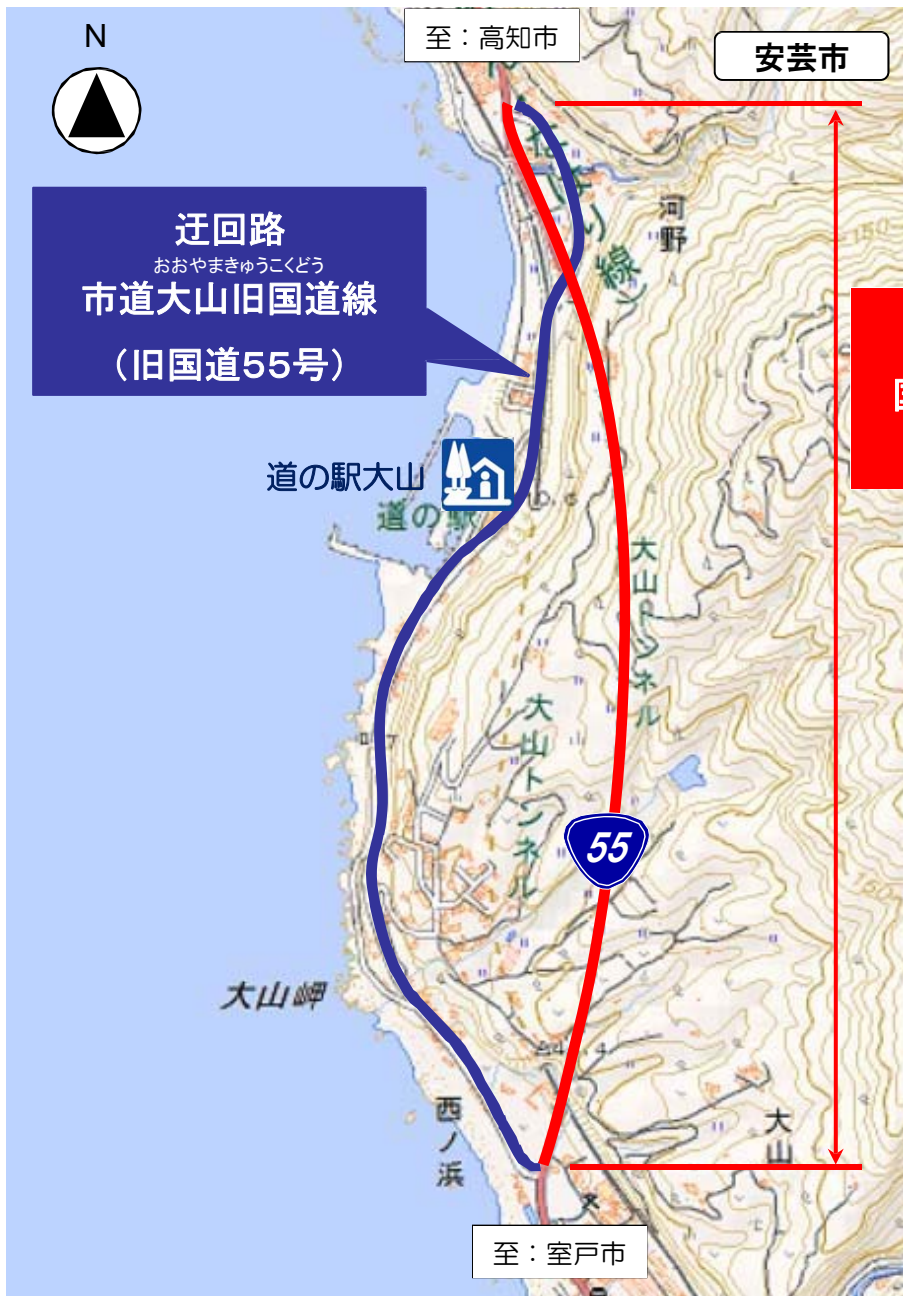 N
至：高知市
安芸市
迂回路
おおやまきゅうこくどう
市道大山旧国道線
（旧国道55号）
河野
線
150
国
道の駅大山
道の駅
大山トンネル
大山トンネル
55
大山岬
西ノ浜
大山
至：室戸市